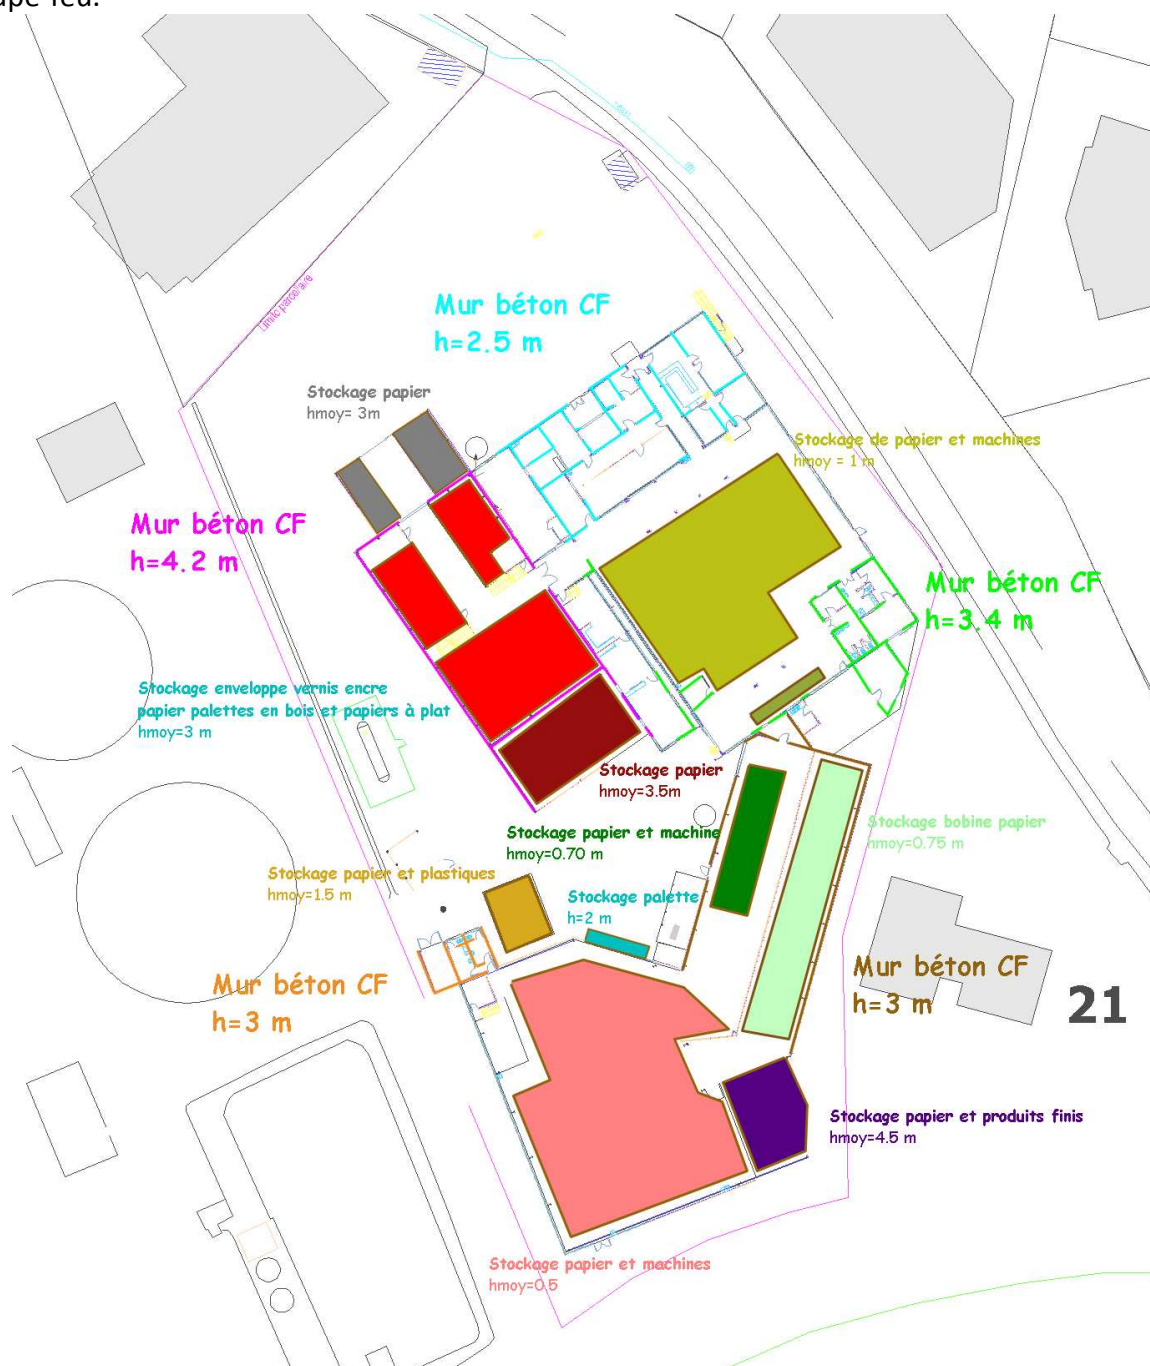 Limite parcellaire
Mur béton CF
h=2.5 m
Stockage papier
hmoy= 3m
Stockage de papier et machines
hmoy = 1 m
Mur béton CF
h=4.2 m
Mur béton CF
h=3.4 m
Stockage enveloppe vernis encre
papier palettes en bois et papiers à plat
hmoy=3 m
Stockage papier
hmoy=3.5m
Stockage papier et machine
hmoy=0.70 m
Stockage bobine papier
hmoy=0.75 m
Stockage papier et plastiques
hmoy=1.5 m
Stockage palette
h=2 m
Mur béton CF
h=3 m
Mur béton CF
h=3 m
21
Stockage papier et produits finis
hmoy=4.5 m
Stockage papier et machines
hmoy=0.5